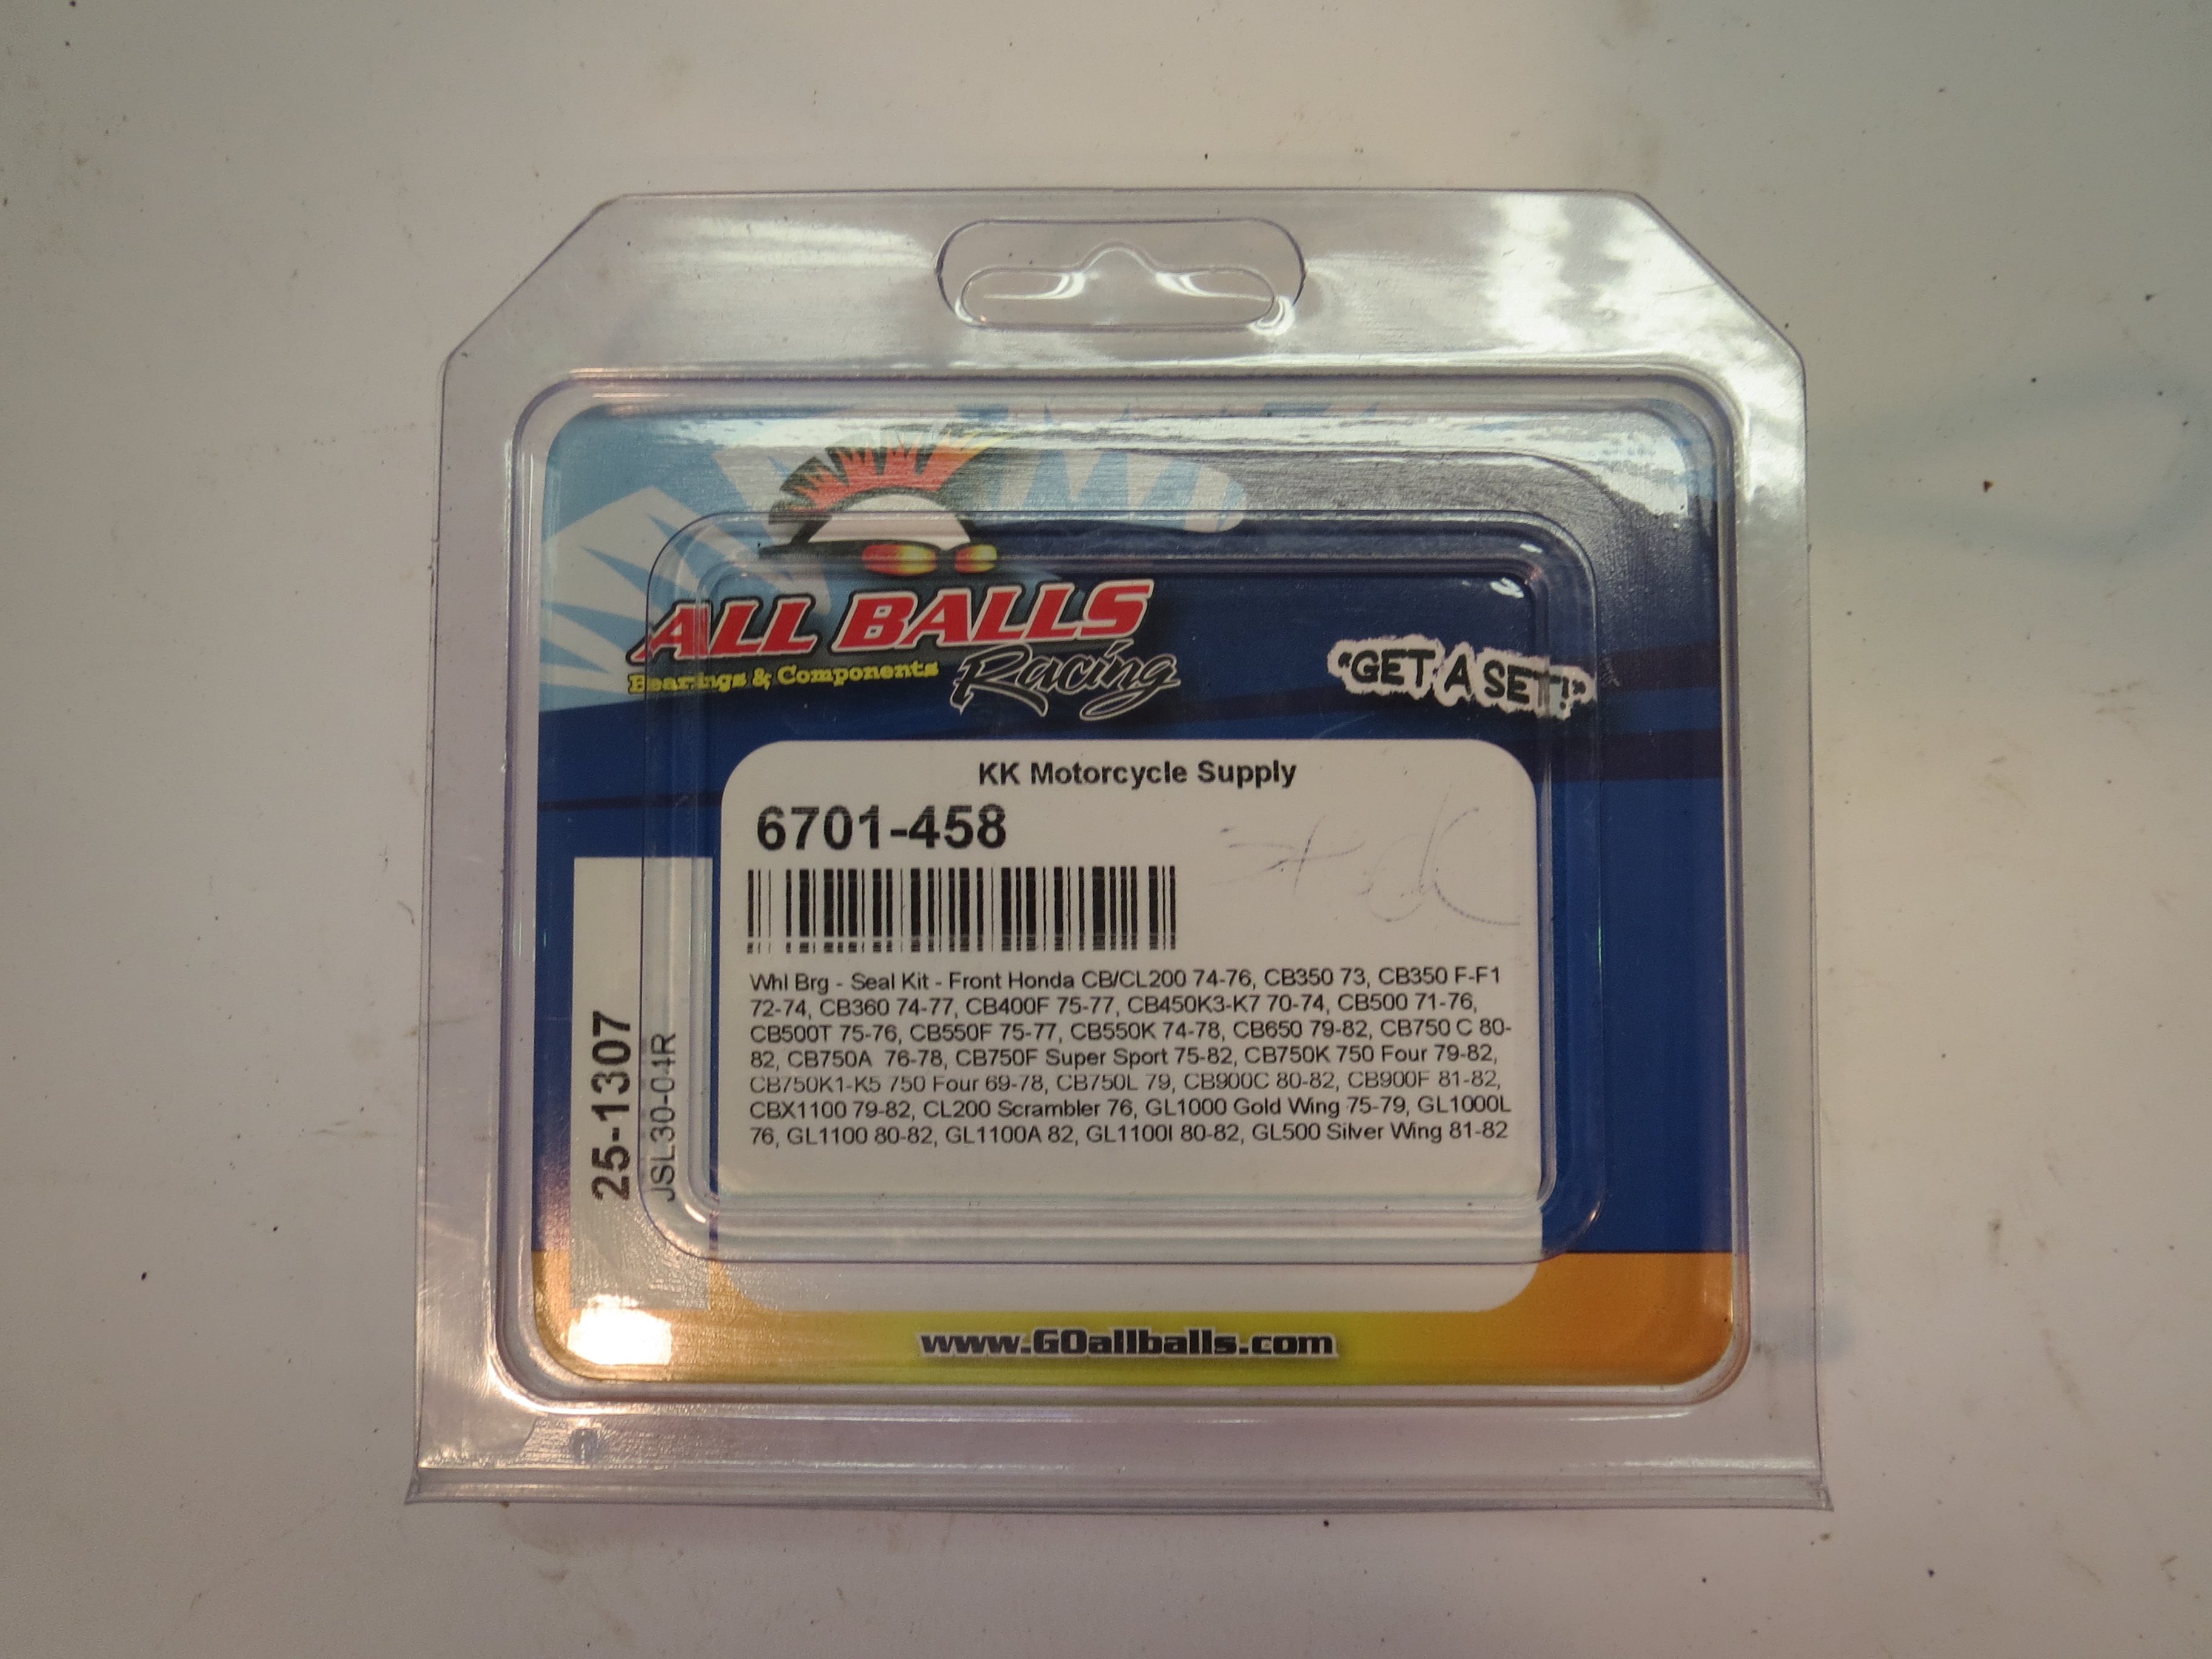 ALL BALLS
Bearings & Components Racing
"GET A SET!"
KK Motorcycle Supply
6701-458
Whl Brg - Seal Kit - Front Honda CB/CL200 74-76, CB350 73, CB350 F-F1
72-74, CB360 74-77, CB400F 75-77, CB450K3-K7 70-74, CB500 71-76,
CB500T 75-76, CB550F 75-77, CB550K 74-78, CB650 79-82, CB750 C 80-
82, CB750A 76-78, CB750F Super Sport 75-82, CB750K 750 Four 79-82,
CB750K1-K5 750 Four 69-78, CB750L 79, CB900C 80-82, CB900F 81-82,
CBX1100 79-82, CL200 Scrambler 76, GL1000 Gold Wing 75-79, GL1000L
76, GL1100 80-82, GL1100A 82, GL1100I 80-82, GL500 Silver Wing 81-82
25-1307
JSL30-04R
www.GOallballs.com